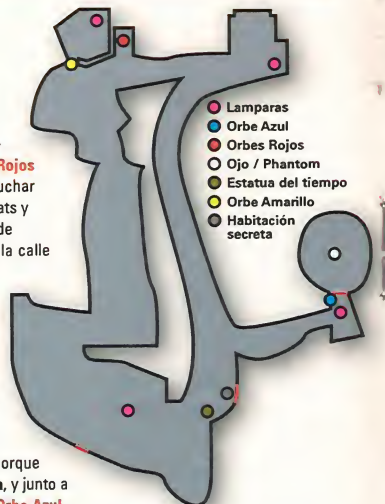 Rojos
uchar
ats y
de
la calle
Lamparas
Orbe Azul
Orbes Rojos
Ojo / Phantom
Estatua del tiempo
Orbe Amarillo
Habitación
secreta
orque
, y junto a
Orbe Azul